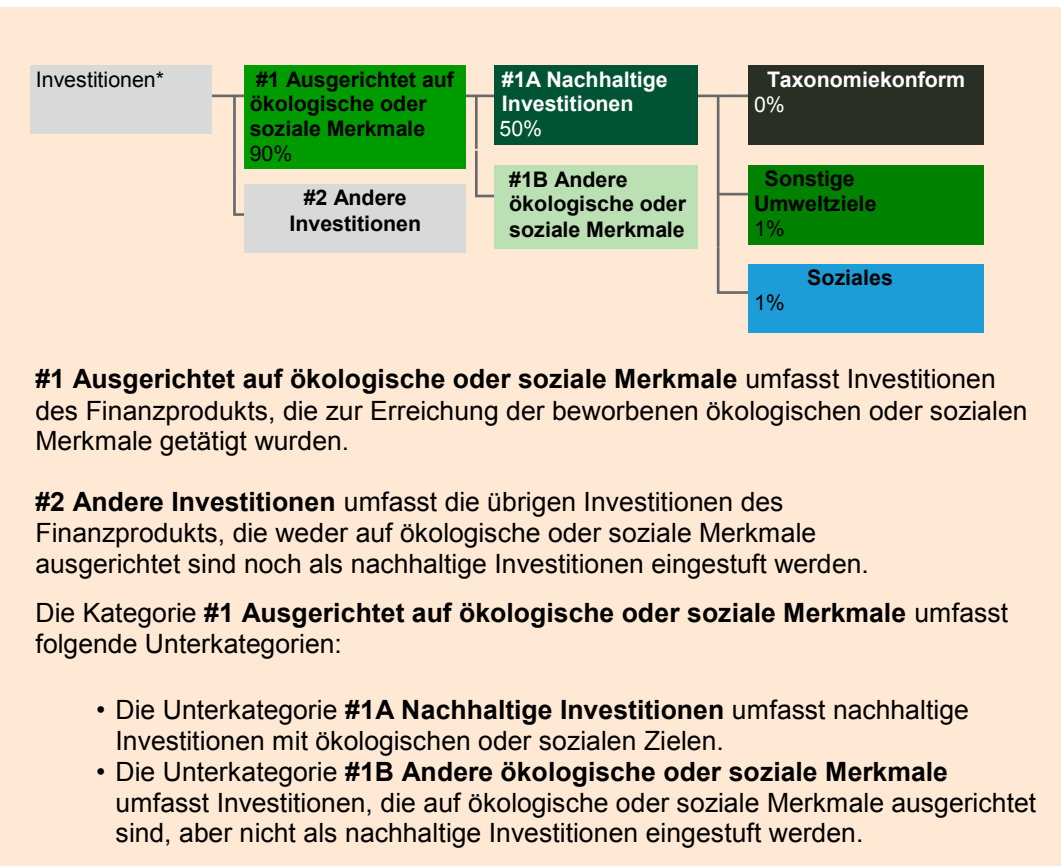 Investitionen*
#1 Ausgerichtet auf
ökologische oder
soziale Merkmale
90%
#2 Andere
Investitionen
#1A Nachhaltige
Investitionen
50%
#1B Andere
ökologische oder
soziale Merkmale
Taxonomiekonform
0%
Sonstige
Umweltziele
1%
Soziales
1%
#1 Ausgerichtet auf ökologische oder soziale Merkmale umfasst Investitionen
des Finanzprodukts, die zur Erreichung der beworbenen ökologischen oder sozialen
Merkmale getätigt wurden.
#2 Andere Investitionen umfasst die übrigen Investitionen des
Finanzprodukts, die weder auf ökologische oder soziale Merkmale
ausgerichtet sind noch als nachhaltige Investitionen eingestuft werden.
Die Kategorie #1 Ausgerichtet auf ökologische oder soziale Merkmale umfasst
folgende Unterkategorien:
• Die Unterkategorie #1A Nachhaltige Investitionen umfasst nachhaltige
Investitionen mit ökologischen oder sozialen Zielen.
• Die Unterkategorie #1B Andere ökologische oder soziale Merkmale
umfasst Investitionen, die auf ökologische oder soziale Merkmale ausgerichtet
sind, aber nicht als nachhaltige Investitionen eingestuft werden.